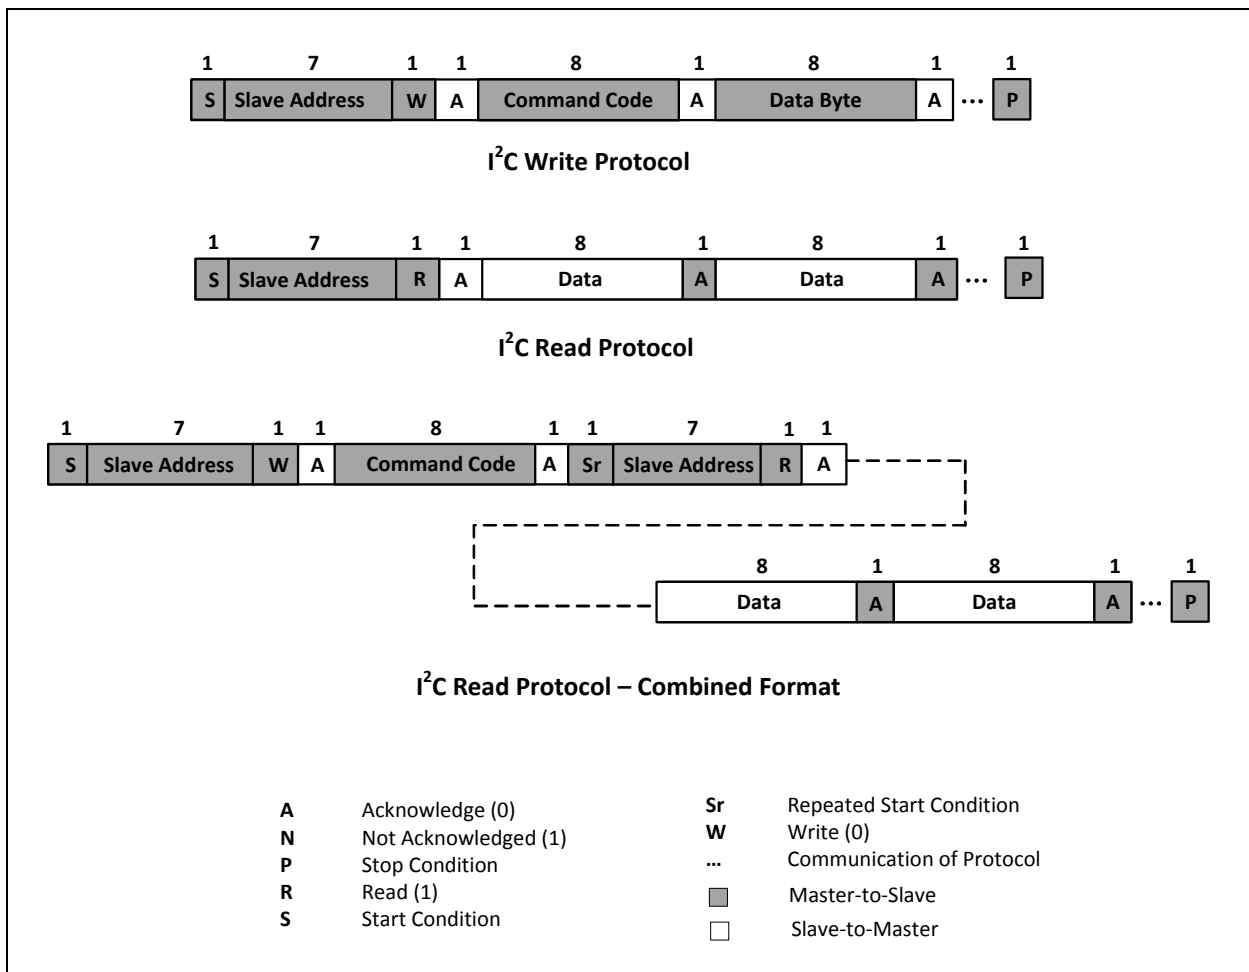 1 7 1 1 8 1 8 1 1
S Slave Address W A Command Code A Data Byte A ... P
I²C Write Protocol
1 7 1 1 8 1 8 1 1
S Slave Address R A Data A Data A ... P
I²C Read Protocol
1 7 1 1 8 1 1 7 1 1
S Slave Address W A Command Code A Sr Slave Address R A
8 1 8 1 1
Data A Data A ... P
I²C Read Protocol – Combined Format
A Acknowledge (0)
N Not Acknowledged (1)
P Stop Condition
R Read (1)
S Start Condition
Sr Repeated Start Condition
W Write (0)
... Communication of Protocol
Master-to-Slave
Slave-to-Master